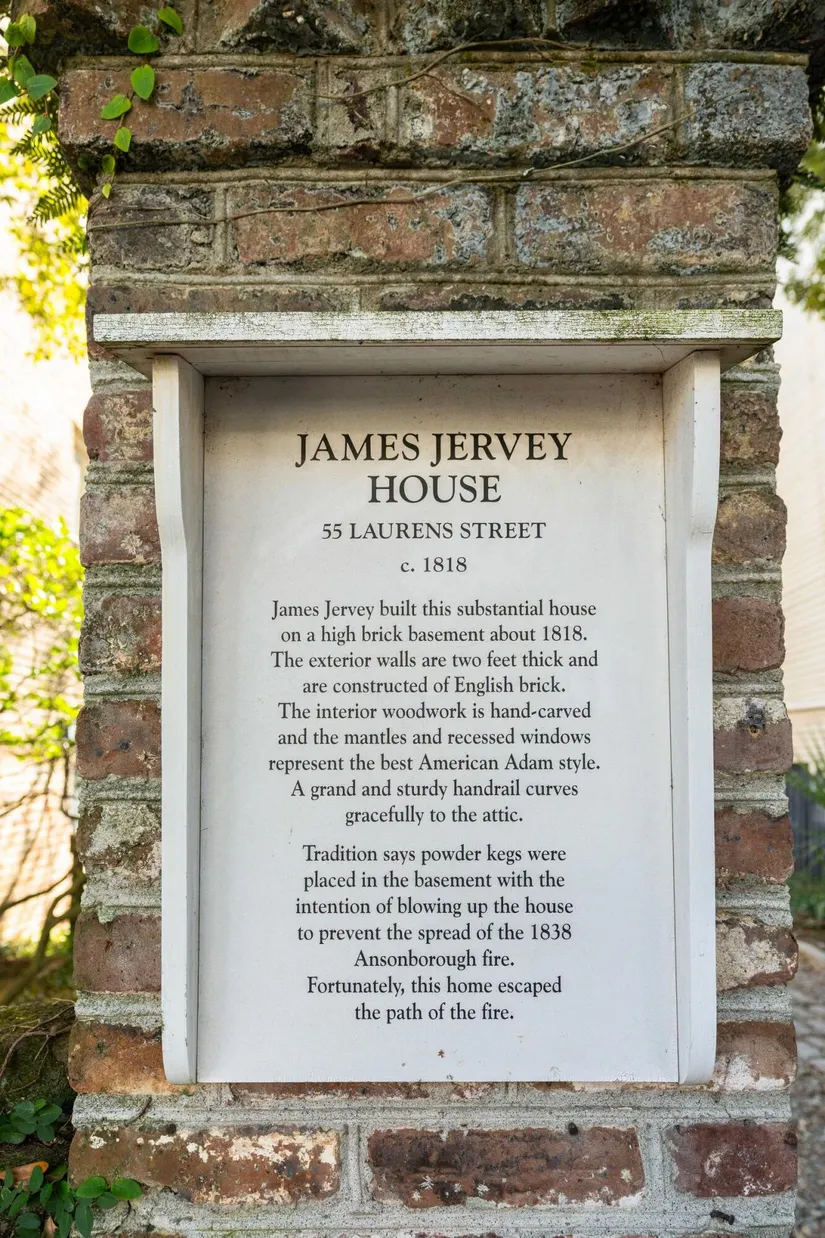 JAMES JERVEY
HOUSE
55 LAURENS STREET
c. 1818
James Jervey built this substantial house
on a high brick basement about 1818.
The exterior walls are two feet thick and
are constructed of English brick.
The interior woodwork is hand-carved
and the mantles and recessed windows
represent the best American Adam style.
A grand and sturdy handrail curves
gracefully to the attic.
Tradition says powder kegs were
placed in the basement with the
intention of blowing up the house
to prevent the spread of the 1838
Ansonborough fire.
Fortunately, this home escaped
the path of the fire.